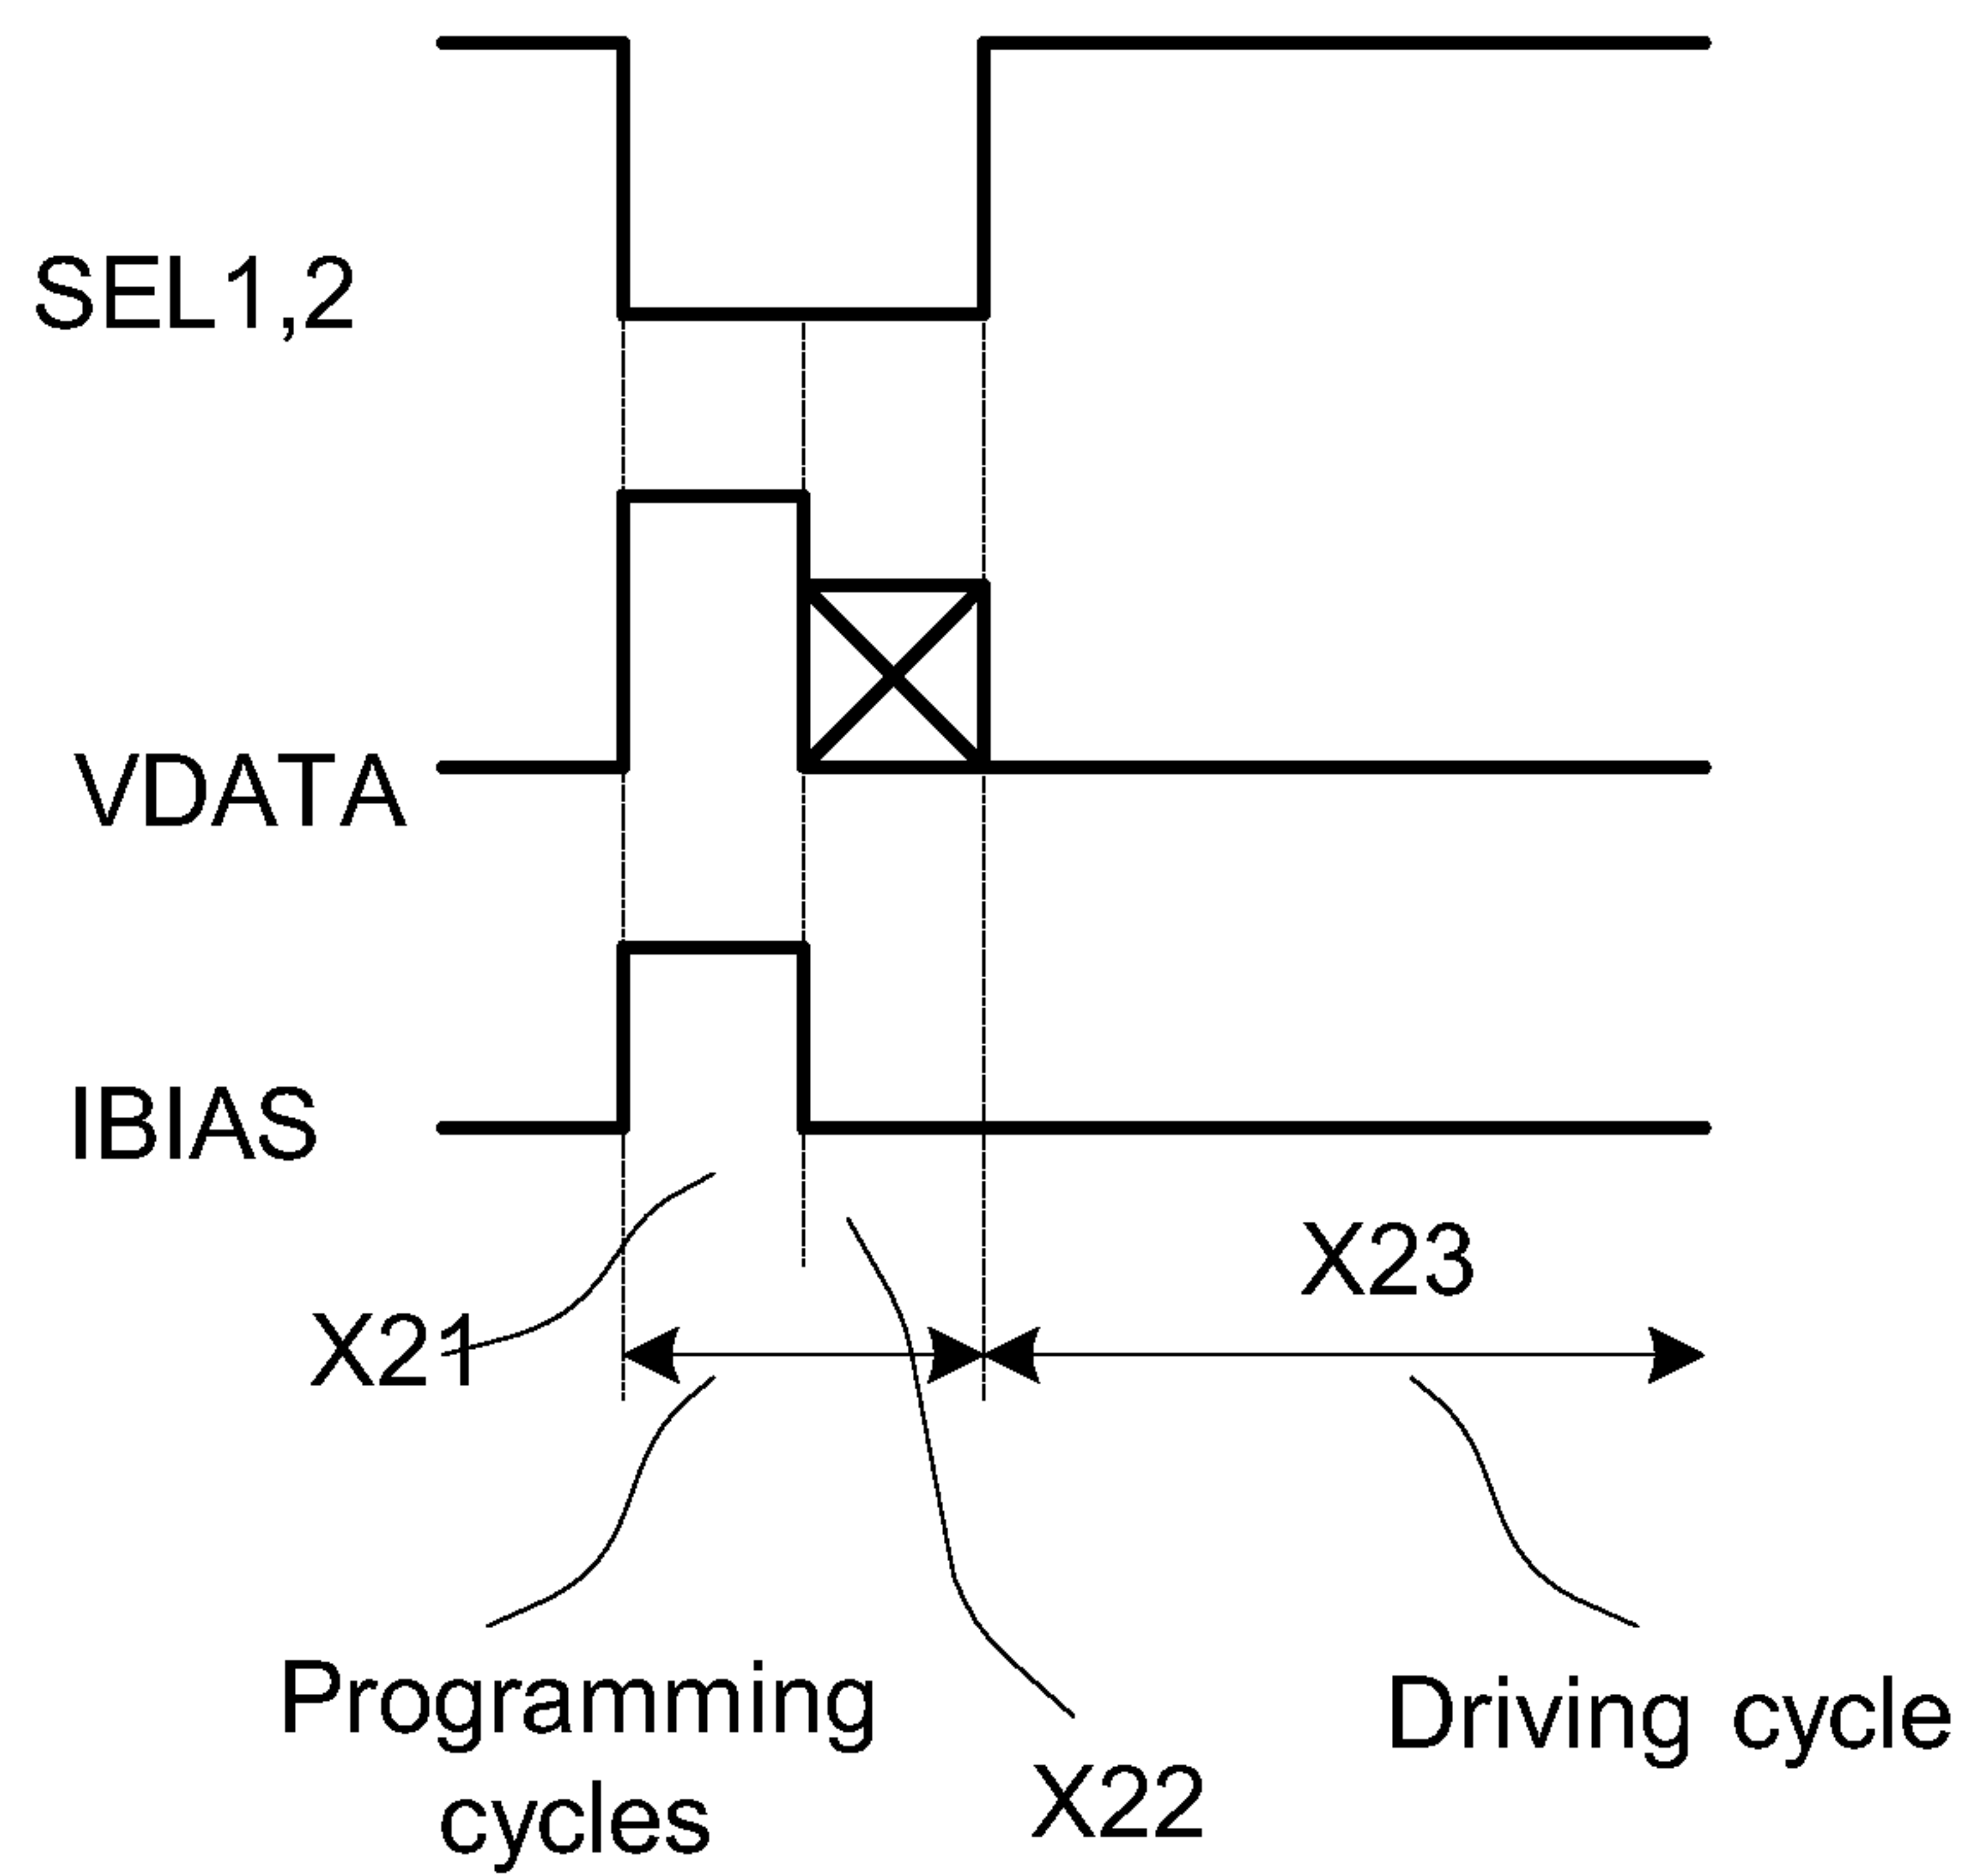 SEL1,2
VDATA
IBIAS
X23
X21
Programming
cycles
Driving cycle
X22